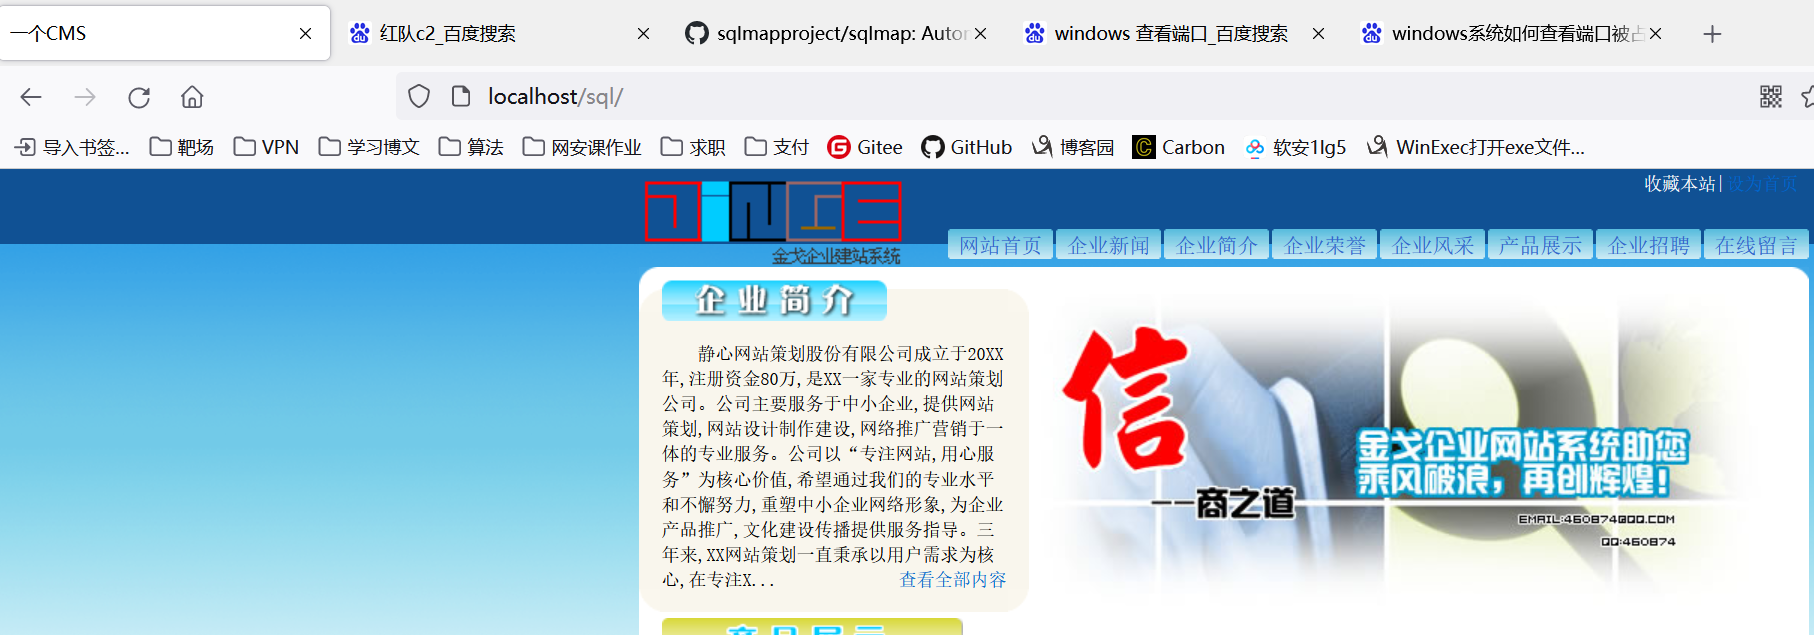 一个CMS
红队c2_百度搜索
sqlmapproject/sqlmap: Autor
windows 查看端口_百度搜索
windows系统如何查看端口被占
localhost/sql/
导入书签...
靶场
VPN
学习博文
算法
网安课作业
求职
支付
Gitee
GitHub
博客园
Carbon
软安1lg5
WinExec打开exe文件...
收藏本站| 设为首页
金戈企业建站系统
网站首页
企业新闻
企业简介
企业荣誉
企业风采
产品展示
企业招聘
在线留言
企业简介
静心网站策划股份有限公司成立于20XX
年,注册资金80万,是XX一家专业的网站策划
公司。公司主要服务于中小企业,提供网站
策划,网站设计制作建设,网络推广营销于一
体的专业服务。公司以“专注网站,用心服
务”为核心价值,希望通过我们的专业水平
和不懈努力,重塑中小企业网络形象,为企业
产品推广,文化建设传播提供服务指导。三
年来,XX网站策划一直秉承以用户需求为核
心,在专注X...
查看全部内容
信
——商之道
金戈企业网站系统助您
乘风破浪，再创辉煌！
EMAIL:460874@QQ.COM
QQ:460874
产品展示